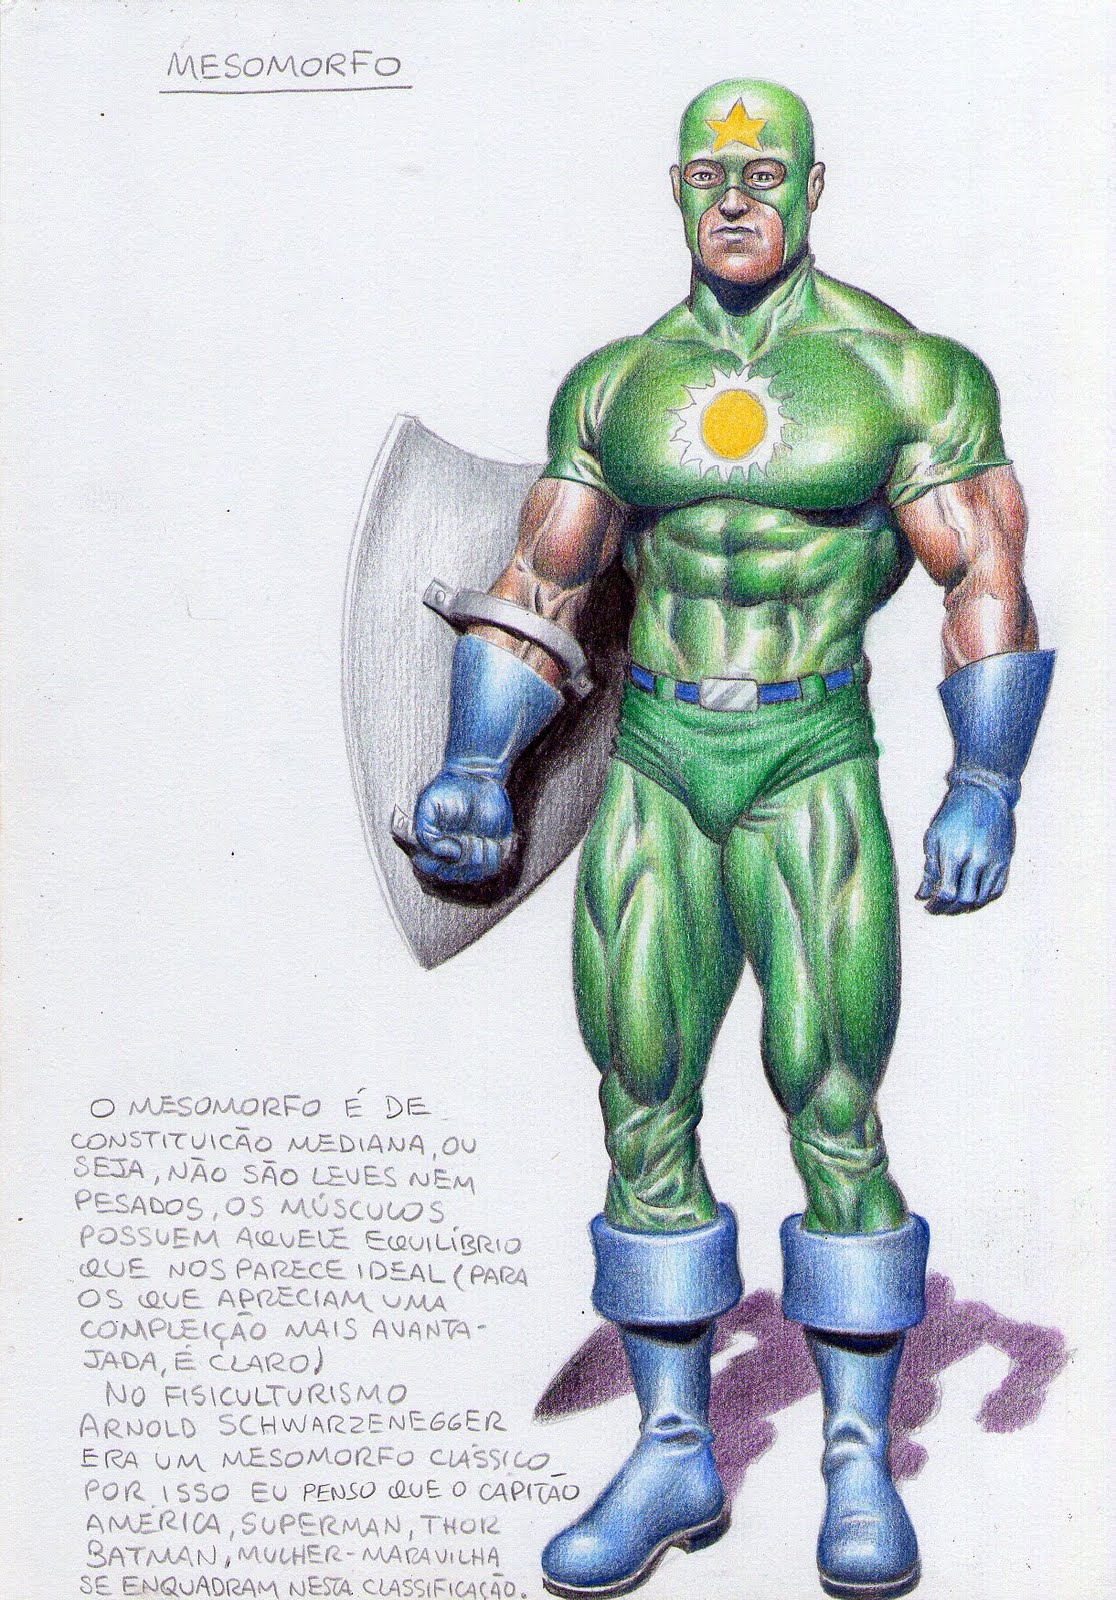 MESOMORFO
O MESOMORFO É DE
CONSTITUICÃO MEDIANA, OU
SEJA, NÃO SÃO LEVES NEM
PESADOS, OS MÚSCULOS
POSSUEM AQUELE EQUILÍBRIO
QUE NOS PARECE IDEAL (PARA
OS QUE APRECIAM UMA
COMPLEIÇÃO MAIS AVANTA-
JADA, É CLARO)
NO FISICULTURISMO
ARNOLD SCHWARZENEGGER
ERA UM MESOMORFO CLÁSSICO
POR ISSO EU PENSO QUE O CAPITÃO
AMÉRICA, SUPERMAN, THOR
BATMAN, MULHER-MARAVILHA
SE ENQUADRAM NESTA CLASSIFICAÇÃO.